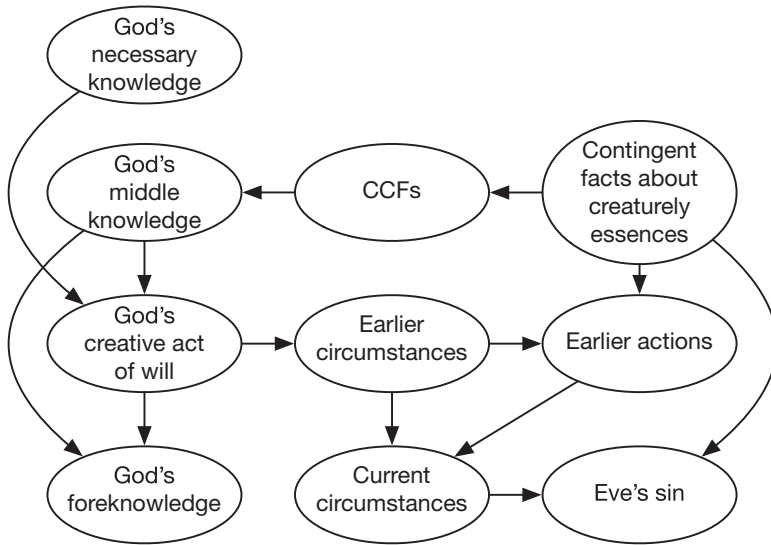 God’s
necessary
knowledge
God’s
middle
knowledge
CCFs
Contingent
facts about
creaturely
essences
God’s
creative act
of will
Earlier
circumstances
Earlier actions
God’s
foreknowledge
Current
circumstances
Eve’s sin